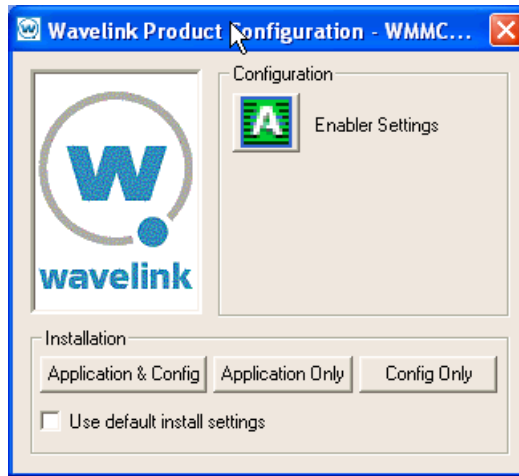 Wavelink Product Configuration - WMMC...
Configuration
A
Enabler Settings
w
wavelink
Installation
Application & Config
Application Only
Config Only
Use default install settings